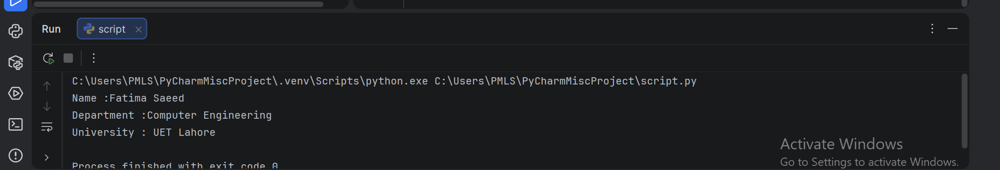 Run script
C:\Users\PMLS\PyCharmMiscProject\.venv\Scripts\python.exe C:\Users\PMLS\PyCharmMiscProject\script.py
Name :Fatima Saeed
Department :Computer Engineering
University : UET Lahore
Process finished with exit code 0
Activate Windows
Go to Settings to activate Windows.